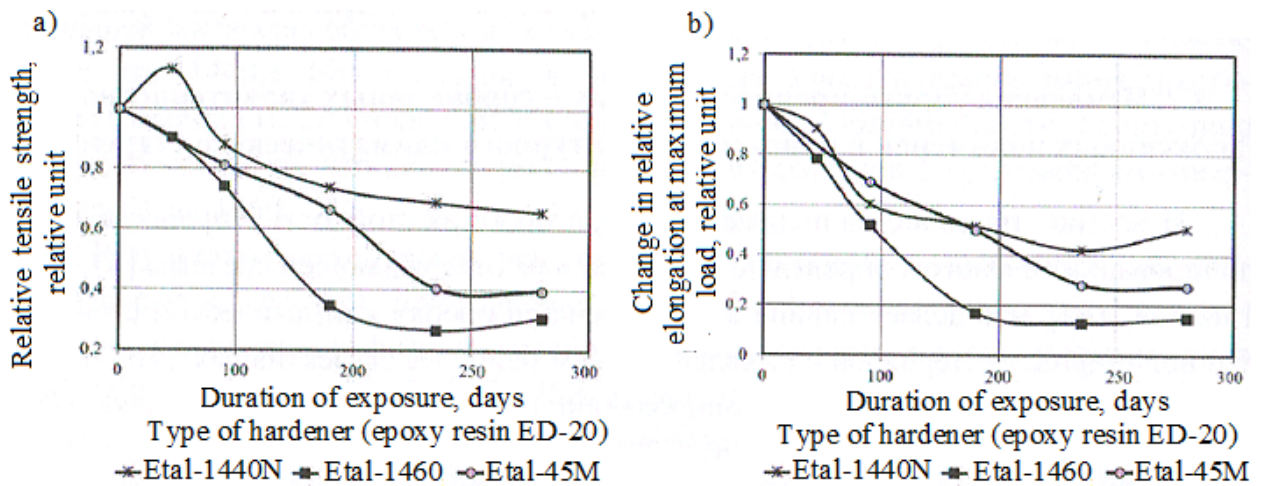 a)
Relative tensile strength,
relative unit
1,2
1
0,8
0,6
0,4
0,2
0
100
200
300
Duration of exposure, days
Type of hardener (epoxy resin ED-20)
Etal-1440N Etal-1460 Etal-45M
b)
Change in relative
elongation at maximum
load, relative unit
1,2
1
0,8
0,6
0,4
0,2
0
0
100
200
300
Duration of exposure, days
Type of hardener (epoxy resin ED-20)
Etal-1440N Etal-1460 Etal-45M